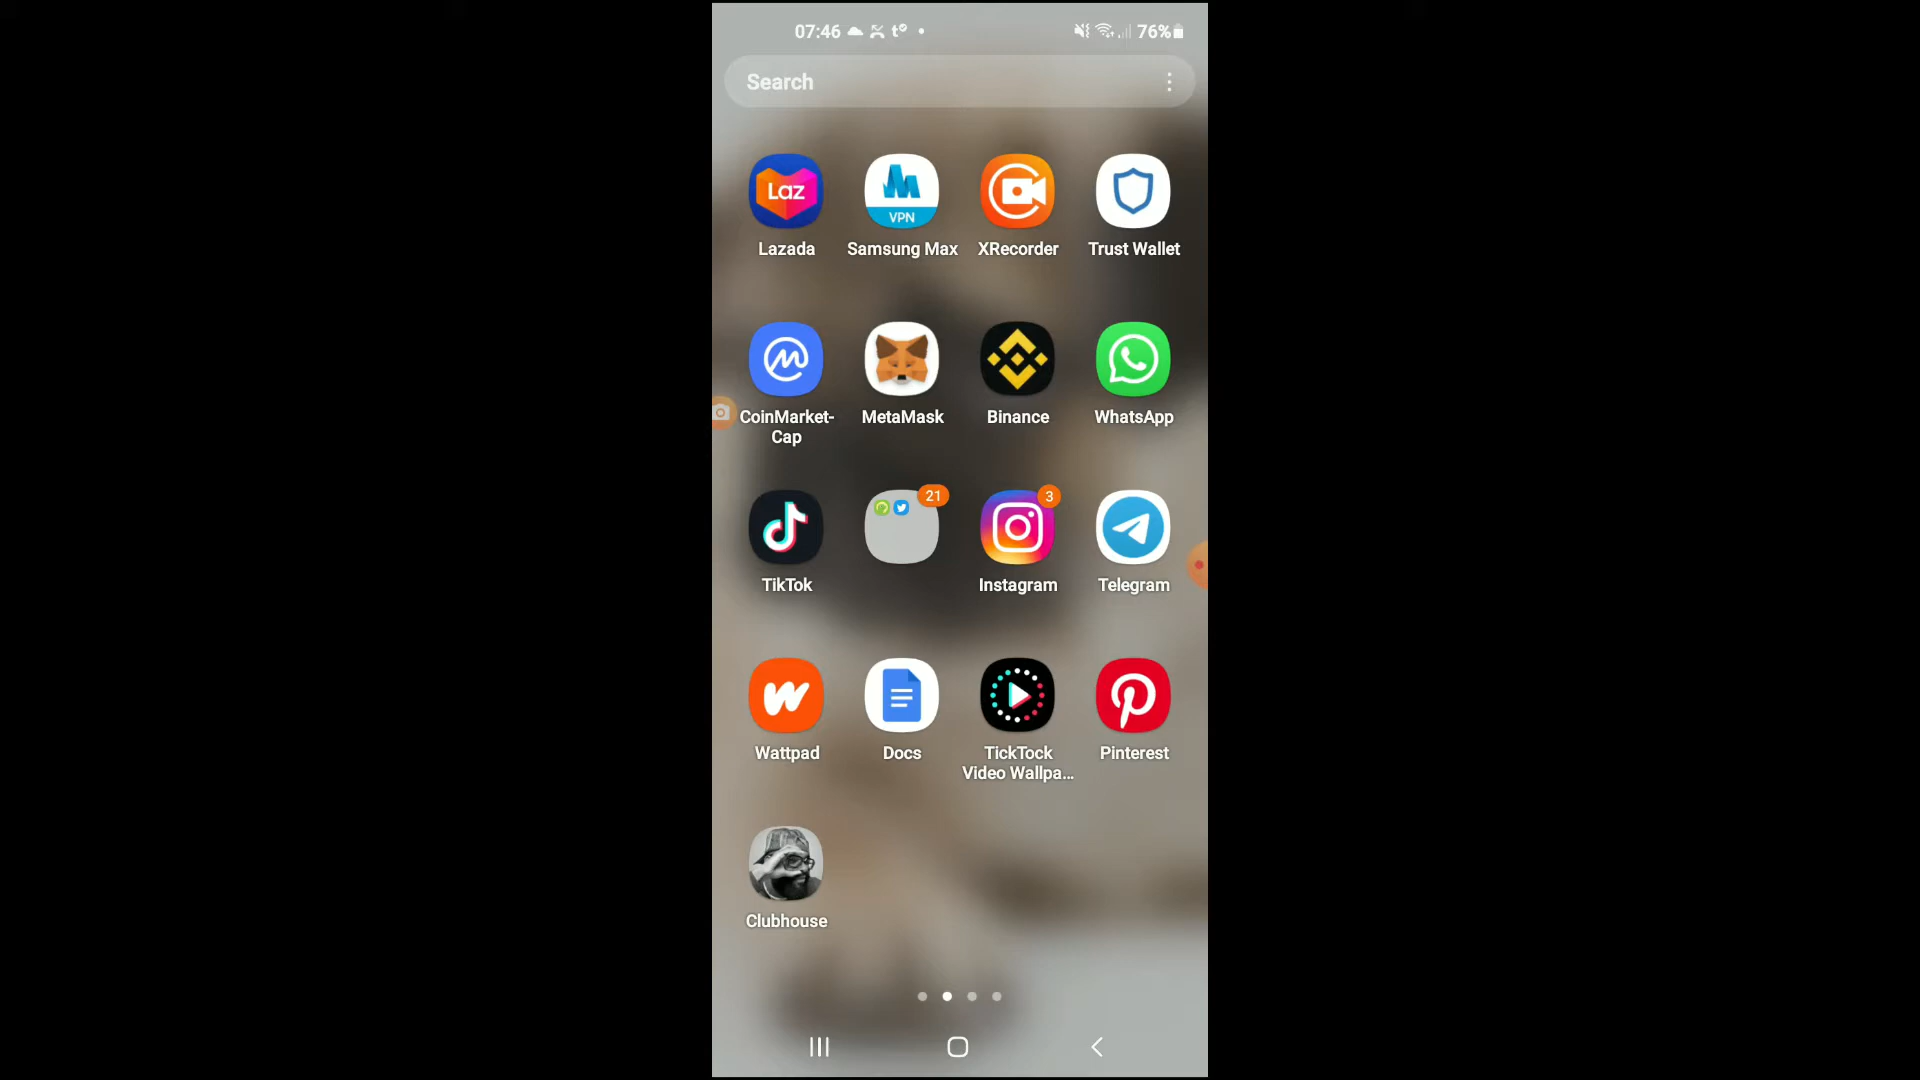 07:46
76%
Search
Laz
VPN
Lazada
Samsung Max
XRecorder
Trust Wallet
CoinMarket-
Cap
MetaMask
Binance
WhatsApp
21
3
TikTok
Instagram
Telegram
Wattpad
Docs
TickTock
Video Wallpa...
Pinterest
Clubhouse